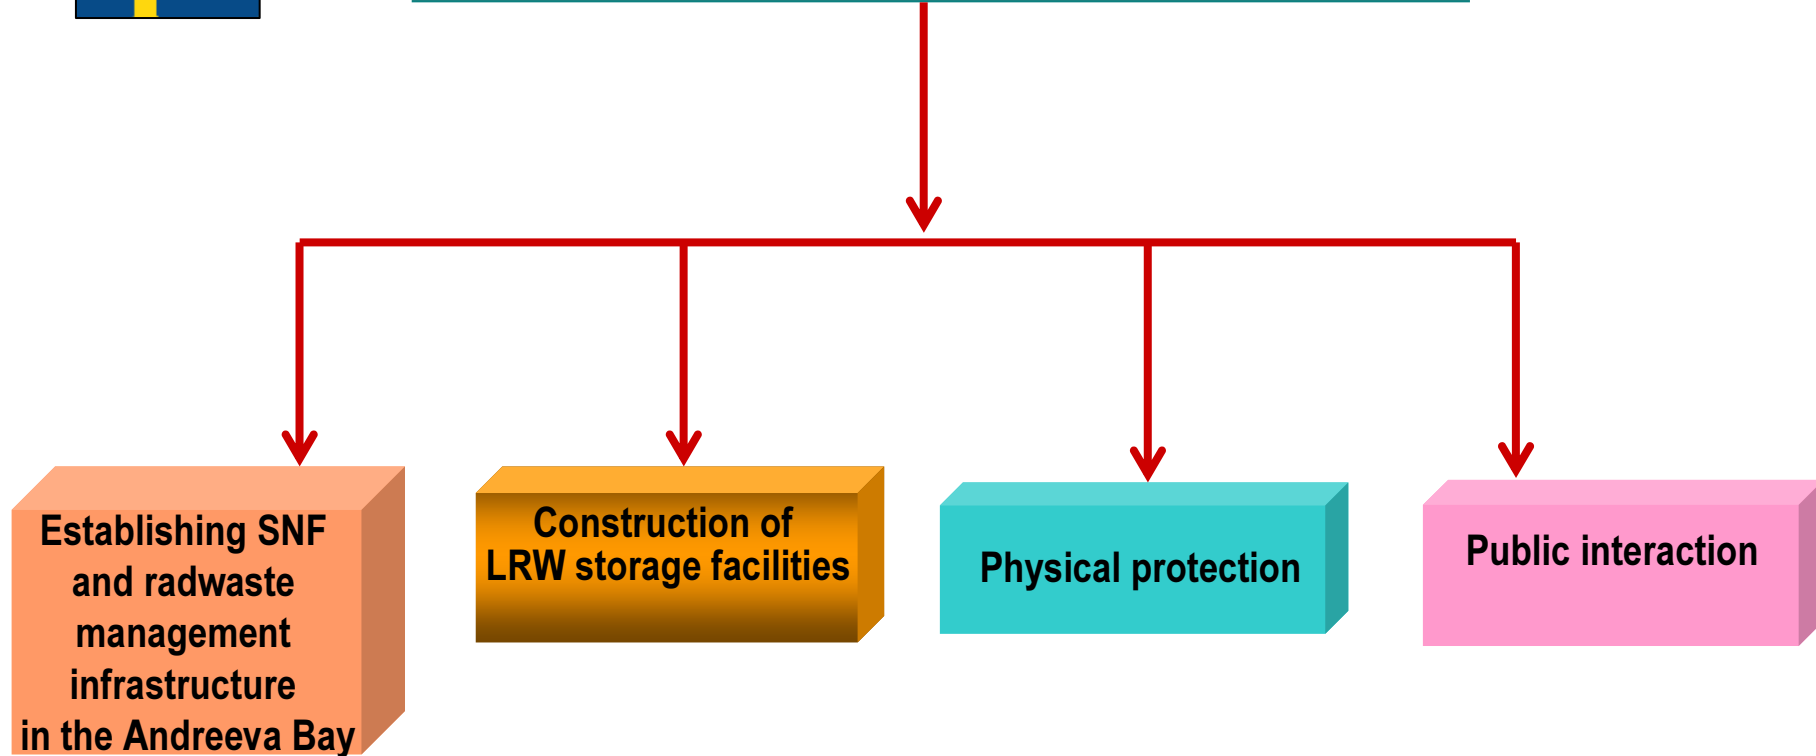 Establishing SNF
and radwaste
management
infrastructure
in the Andreeva Bay
Construction of
LRW storage facilities
Physical protection
Public interaction